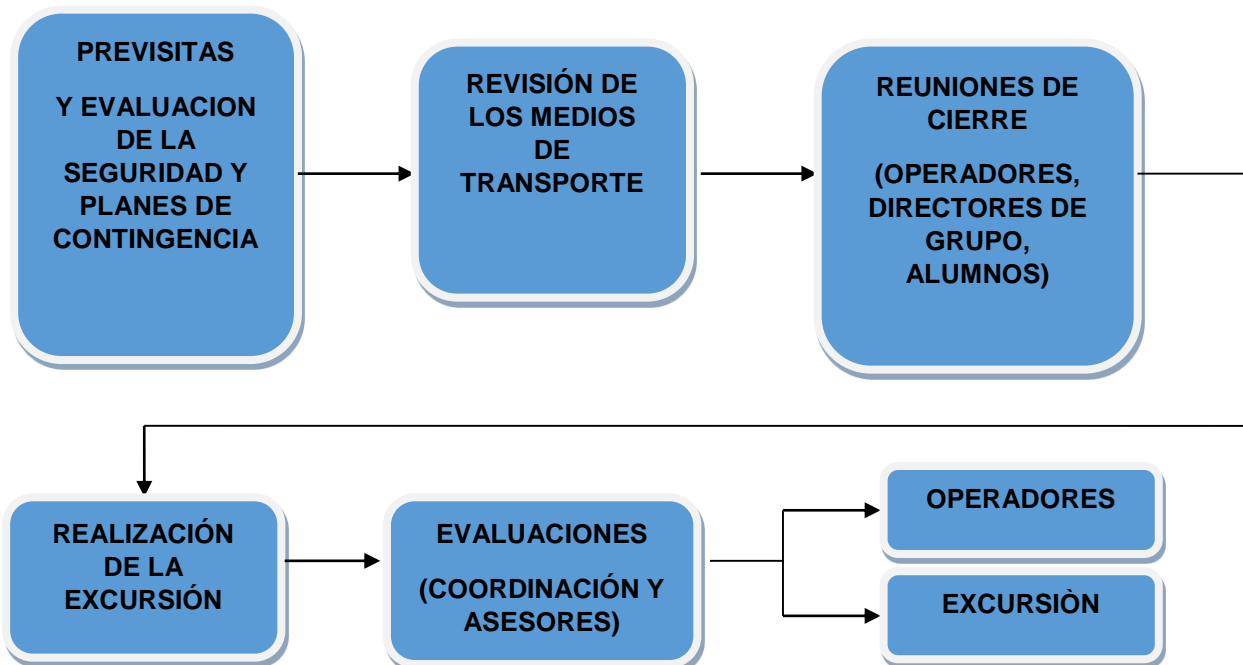 PREVISITAS
Y EVALUACION
DE LA
SEGURIDAD Y
PLANES DE
CONTINGENCIA
REVISIÓN DE
LOS MEDIOS
DE
TRANSPORTE
REUNIONES DE
CIERRE
(OPERADORES,
DIRECTORES DE
GRUPO,
ALUMNOS)
REALIZACIÓN
DE LA
EXCURSIÓN
EVALUACIONES
(COORDINACIÓN Y
ASESORES)
OPERADORES
EXCURSIÒN